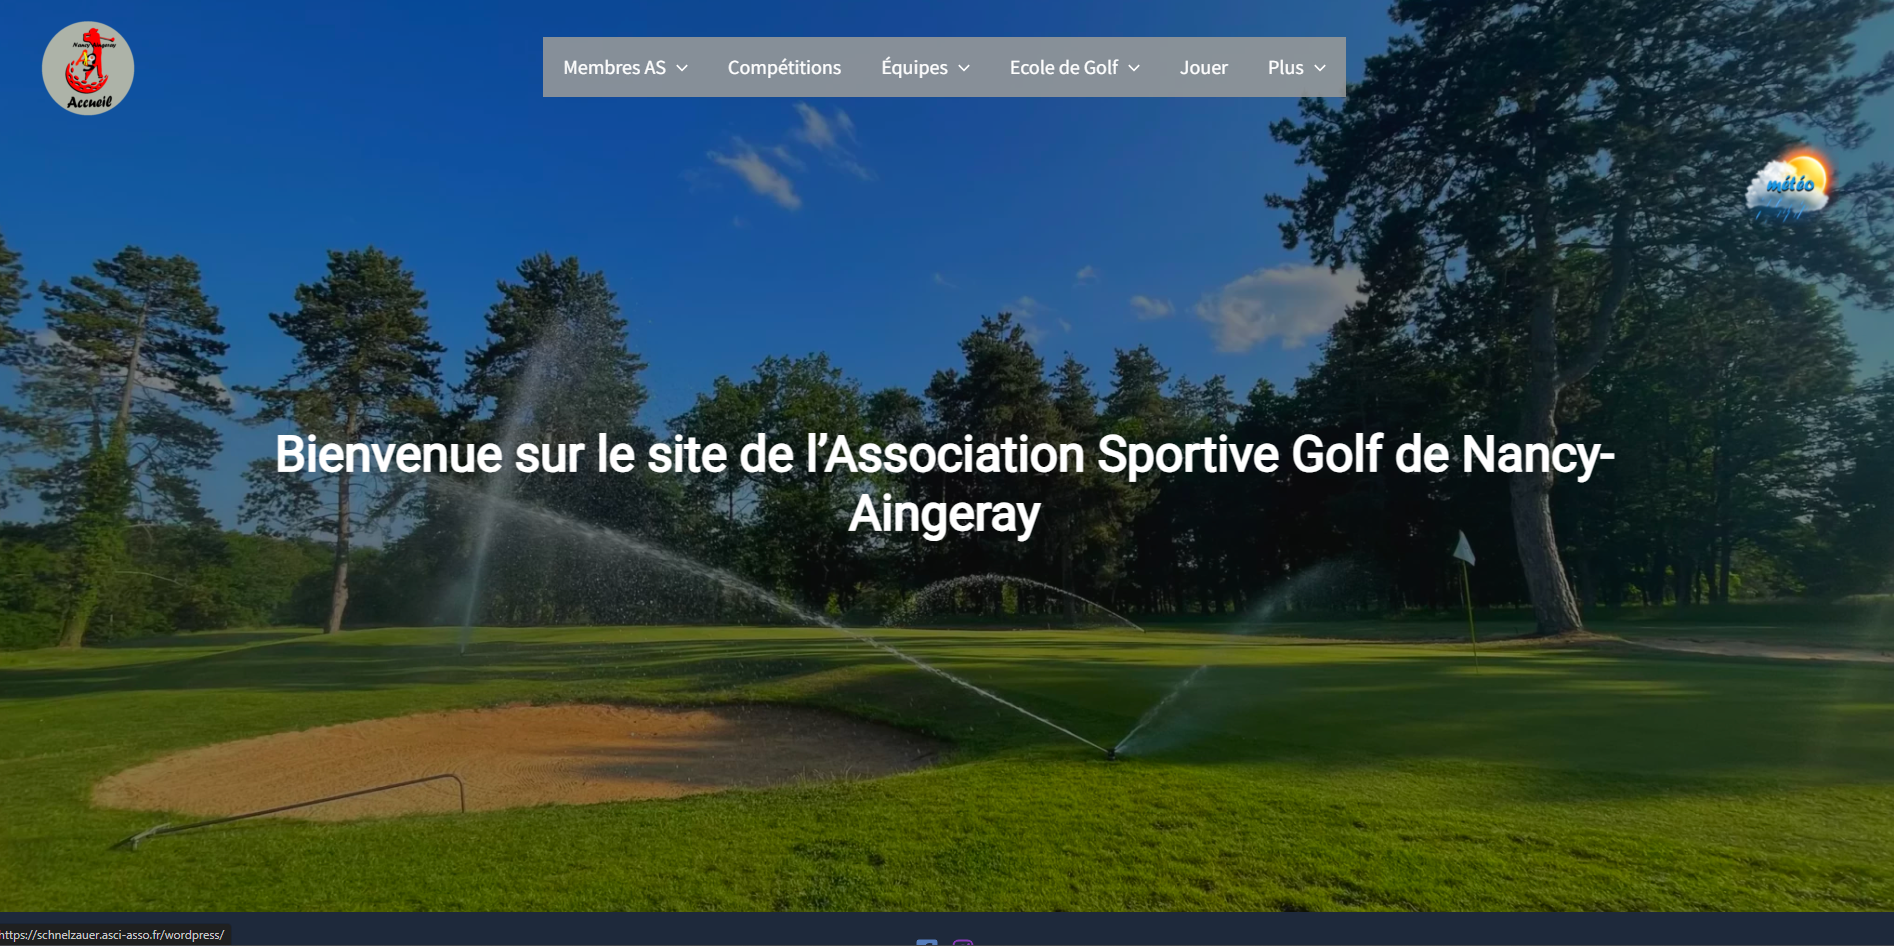 Nancy Aingeray
Accueil
Membres AS
Compétitions
Équipes
Ecole de Golf
Jouer
Plus
météo
Bienvenue sur le site de l’Association Sportive Golf de Nancy-
Aingeray
https://schnelzauer.asci-asso.fr/wordpress/